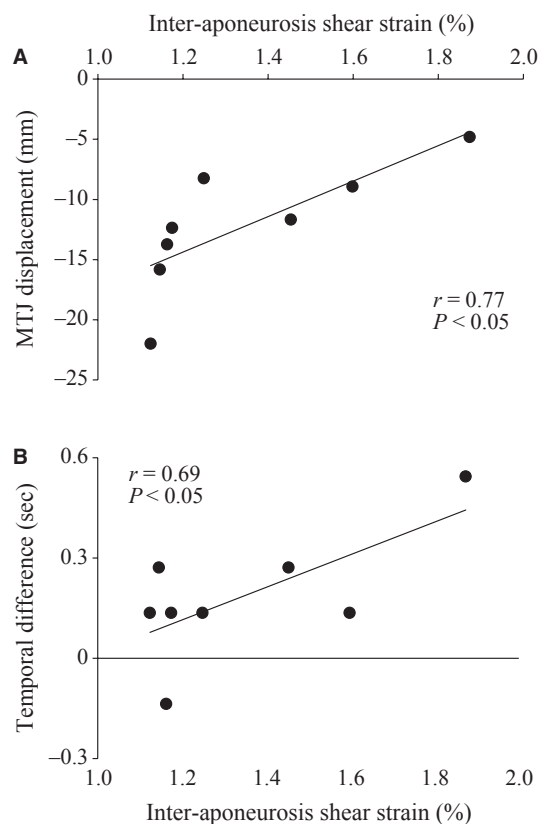 Inter-aponeurosis shear strain (%)
A
1.0 1.2 1.4 1.6 1.8 2.0
0
–5
–10
–15
–20
–25
MTJ displacement (mm)
r = 0.77
P < 0.05
B
0.6
0.3
0
–0.3
Temporal difference (sec)
r = 0.69
P < 0.05
1.0 1.2 1.4 1.6 1.8 2.0
Inter-aponeurosis shear strain (%)